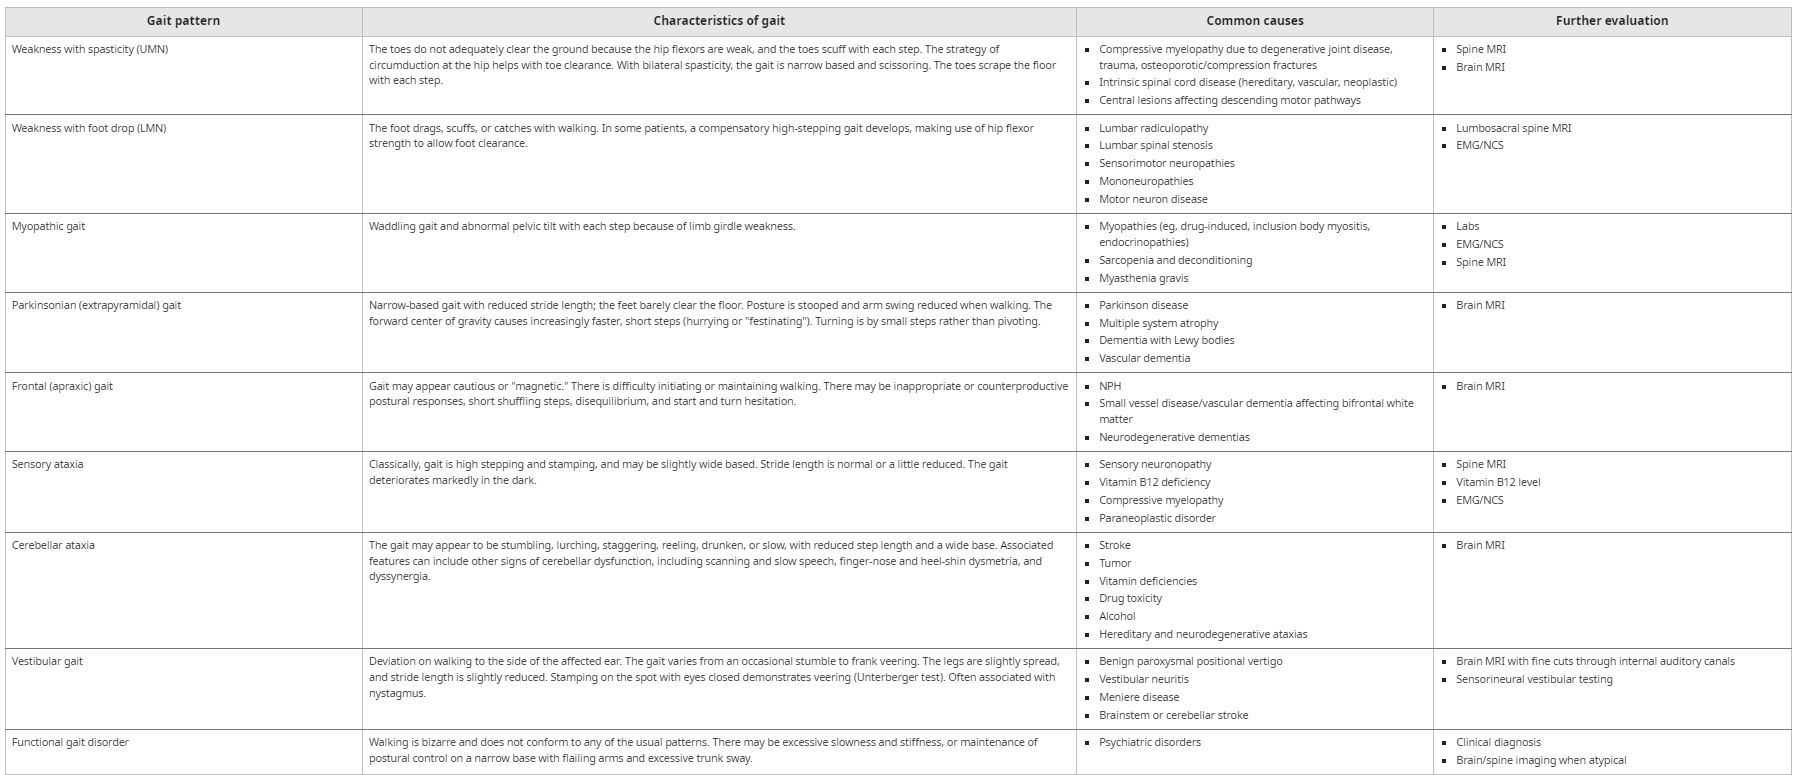 Gait pattern
Characteristics of gait
Common causes
Further evaluation
Weakness with spasticity (UMN)
The toes do not adequately clear the ground because the hip flexors are weak, and the toes scuff with each step. The strategy of
circumduction at the hip helps with toe clearance. With bilateral spasticity, the gait is narrow based and scissoring. The toes scrape the floor
with each step.
Compressive myelopathy due to degenerative joint disease,
trauma, osteoporotic/compression fractures
Intrinsic spinal cord disease (hereditary, vascular, neoplastic)
Central lesions affecting descending motor pathways
Spine MRI
Brain MRI
Weakness with foot drop (LMN)
The foot drags, scuffs, or catches with walking. In some patients, a compensatory high-stepping gait develops, making use of hip flexor
strength to allow foot clearance.
Lumbar radiculopathy
Lumbar spinal stenosis
Sensorimotor neuropathies
Mononeuropathies
Motor neuron disease
Lumbosacral spine MRI
EMG/NCS
Myopathic gait
Waddling gait and abnormal pelvic tilt with each step because of limb girdle weakness.
Myopathies (eg, drug-induced, inclusion body myositis,
endocrinopathies)
Sarcopenia and deconditioning
Myasthenia gravis
Labs
EMG/NCS
Spine MRI
Parkinsonian (extrapyramidal) gait
Narrow-based gait with reduced stride length; the feet barely clear the floor. Posture is stooped and arm swing reduced when walking. The
forward center of gravity causes increasingly faster, short steps (hurrying or "festinating"). Turning is by small steps rather than pivoting.
Parkinson disease
Multiple system atrophy
Dementia with Lewy bodies
Vascular dementia
Brain MRI
Frontal (apraxic) gait
Gait may appear cautious or "magnetic." There is difficulty initiating or maintaining walking. There may be inappropriate or counterproductive
postural responses, short shuffling steps, disequilibrium, and start and turn hesitation.
NPH
Small vessel disease/vascular dementia affecting bifrontal white
matter
Neurodegenerative dementias
Brain MRI
Sensory ataxia
Classically, gait is high stepping and stamping, and may be slightly wide based. Stride length is normal or a little reduced. The gait
deteriorates markedly in the dark.
Sensory neuronopathy
Vitamin B12 deficiency
Compressive myelopathy
Paraneoplastic disorder
Spine MRI
Vitamin B12 level
EMG/NCS
Cerebellar ataxia
The gait may appear to be stumbling, lurching, staggering, reeling, drunken, or slow, with reduced step length and a wide base. Associated
features can include other signs of cerebellar dysfunction, including scanning and slow speech, finger-nose and heel-shin dysmetria, and
dyssynergia.
Stroke
Tumor
Vitamin deficiencies
Drug toxicity
Alcohol
Hereditary and neurodegenerative ataxias
Brain MRI
Vestibular gait
Deviation on walking to the side of the affected ear. The gait varies from an occasional stumble to frank veering. The legs are slightly spread,
and stride length is slightly reduced. Stamping on the spot with eyes closed demonstrates veering (Unterberger test). Often associated with
nystagmus.
Benign paroxysmal positional vertigo
Vestibular neuritis
Meniere disease
Brainstem or cerebellar stroke
Brain MRI with fine cuts through internal auditory canals
Sensorineural vestibular testing
Functional gait disorder
Walking is bizarre and does not conform to any of the usual patterns. There may be excessive slowness and stiffness, or maintenance of
postural control on a narrow base with flailing arms and excessive trunk sway.
Psychiatric disorders
Clinical diagnosis
Brain/spine imaging when atypical